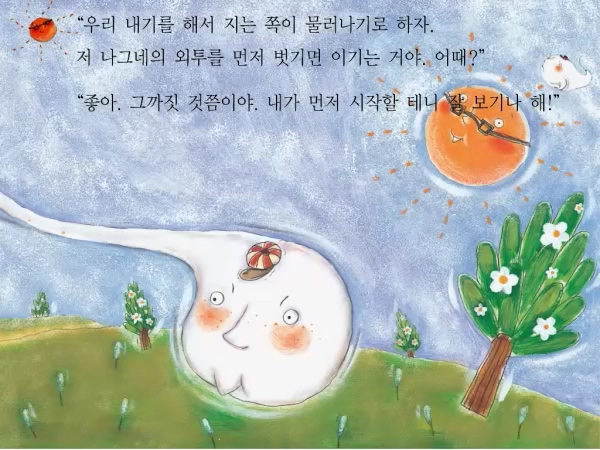 “우리 내기를 해서 지는 쪽이 물러나기로 하자.
저 나그네의 외투를 먼저 벗기면 이기는 거야. 어때?”
“좋아. 그까짓 것쯤이야. 내가 먼저 시작할 테니 잘 보기나 해!”